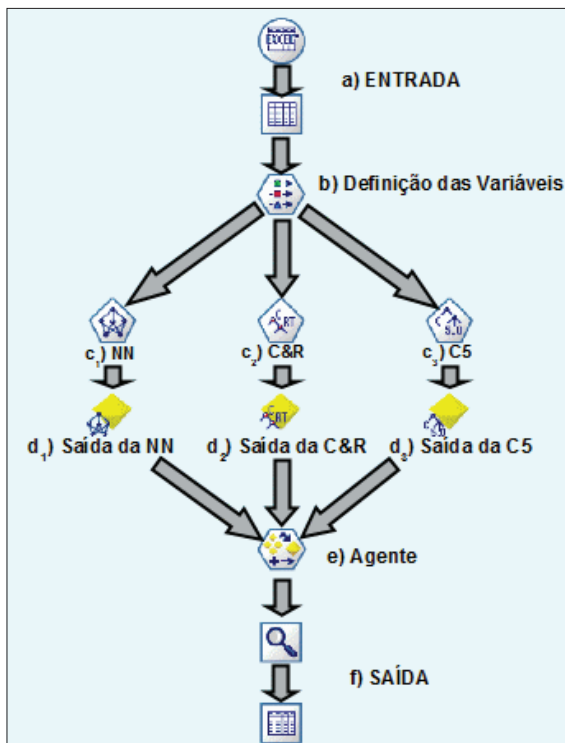 EXCEL
a) ENTRADA
b) Definição das Variáveis
c₁) NN
c₂) C&R
c₃) C5
d₁) Saída da NN
d₂) Saída da C&R
d₃) Saída da C5
e) Agente
f) SAÍDA